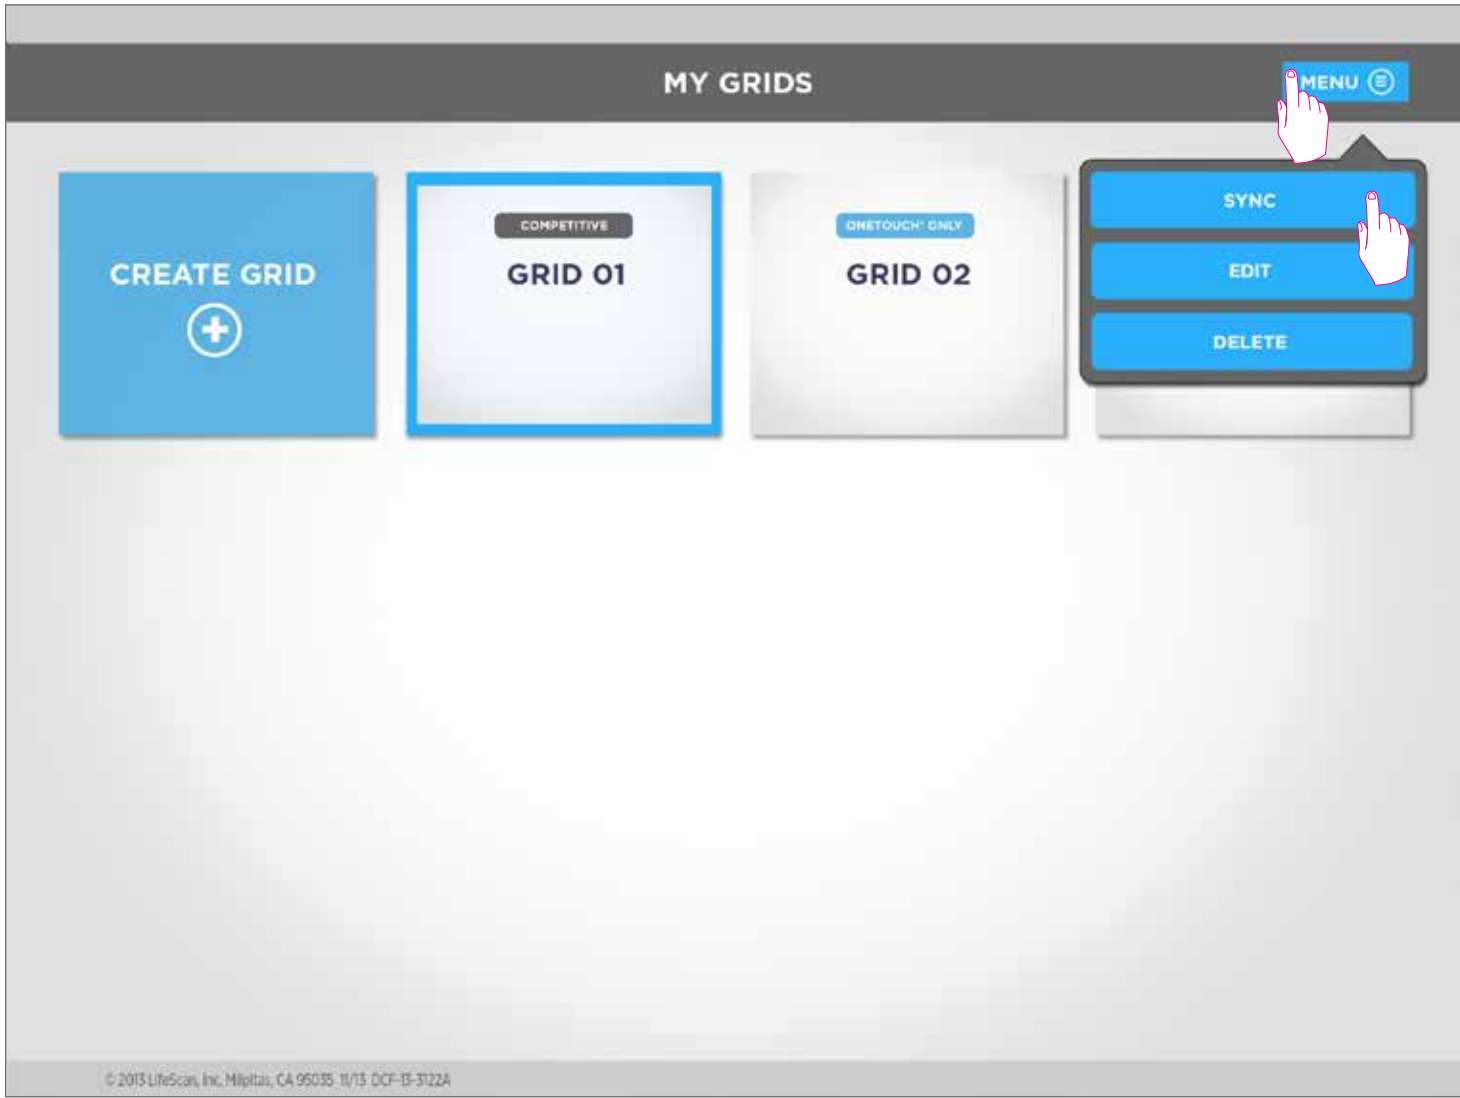 MY GRIDS
MENU
CREATE GRID
COMPETITIVE
GRID 01
ONETOUCH® ONLY
GRID 02
SYNC
EDIT
DELETE
© 2013 LifeScan, Inc. Milpitas, CA 95035 11/13 DCF-13-3122A